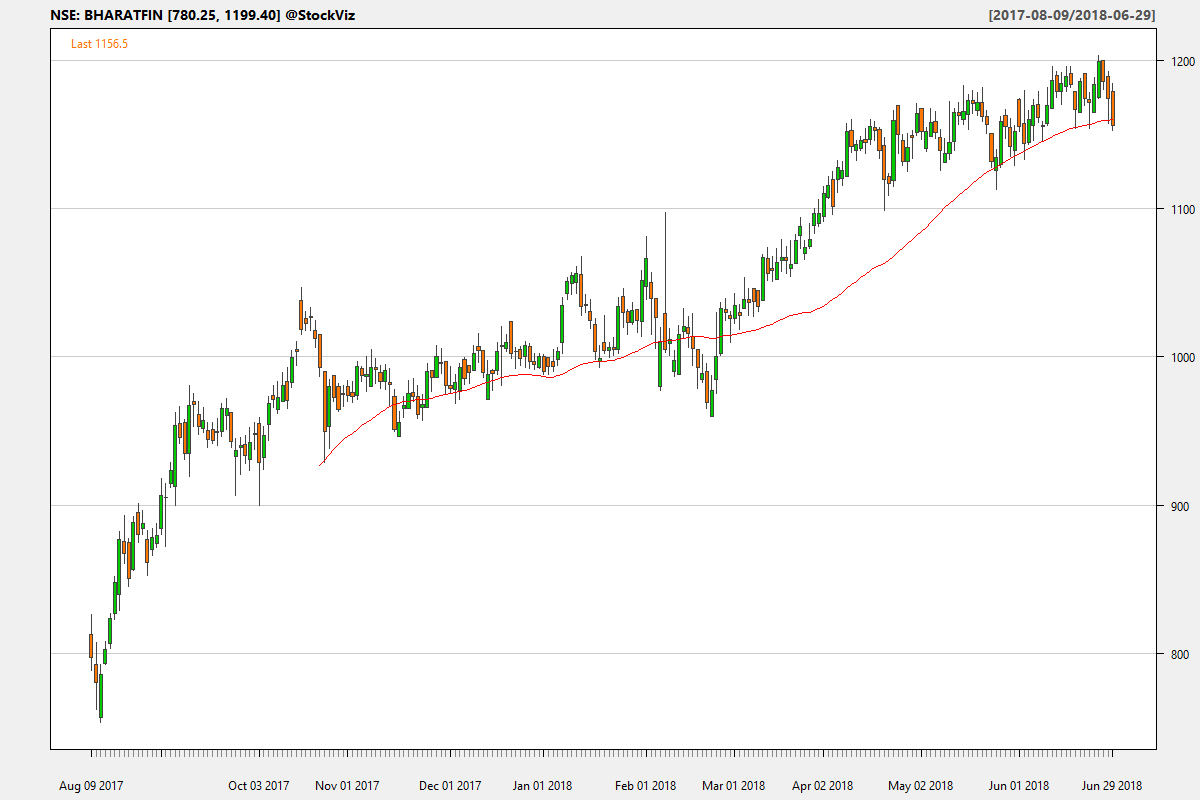 NSE: BHARATFIN [780.25, 1199.40] @StockViz
[2017-08-09/2018-06-29]
Last 1156.5
1200
1100
1000
900
800
Aug 09 2017
Oct 03 2017
Nov 01 2017
Dec 01 2017
Jan 01 2018
Feb 01 2018
Mar 01 2018
Apr 02 2018
May 02 2018
Jun 01 2018
Jun 29 2018